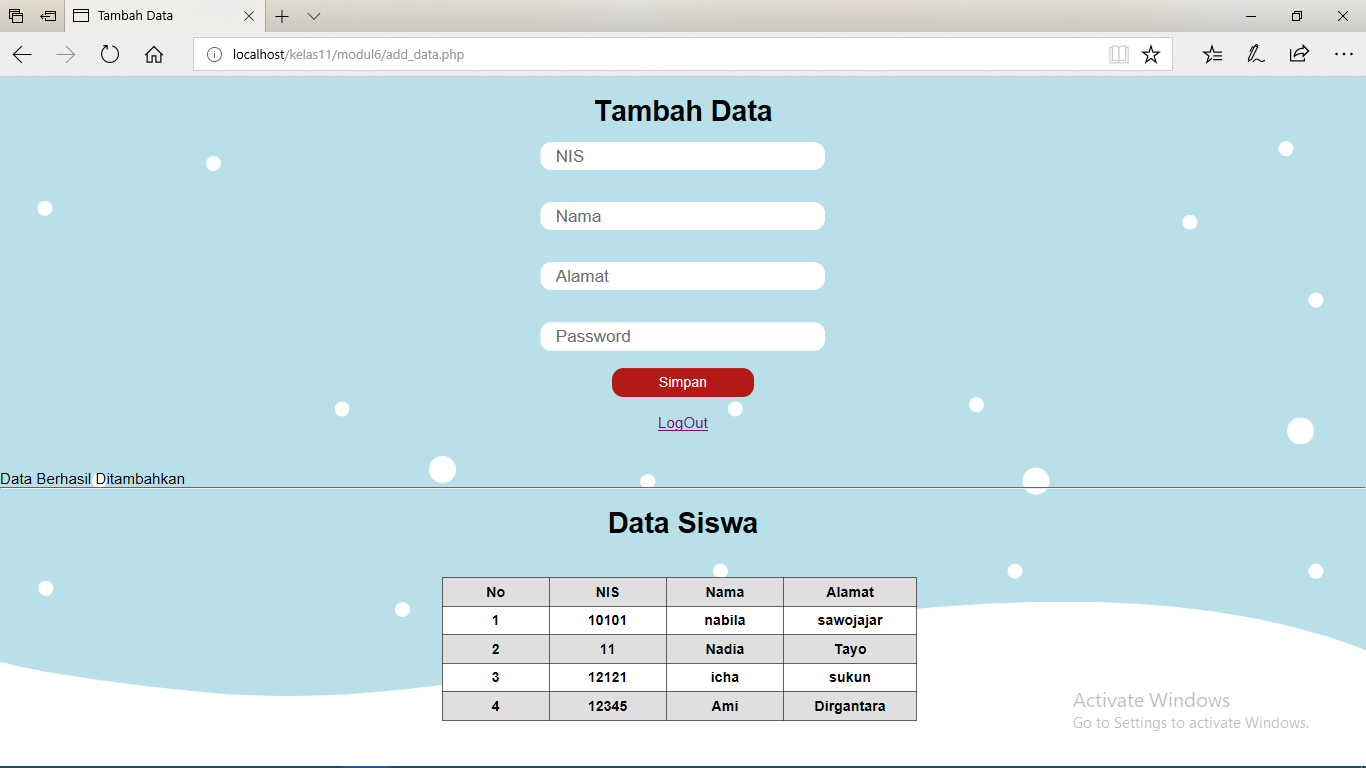 Tambah Data
localhost/kelas11/modul6/add_data.php
Tambah Data
NIS
Nama
Alamat
Password
Simpan
LogOut
Data Berhasil Ditambahkan
Data Siswa
No NIS Nama Alamat
1 10101 nabila sawojajar
2 11 Nadia Tayo
3 12121 icha sukun
4 12345 Ami Dirgantara
Activate Windows
Go to Settings to activate Windows.